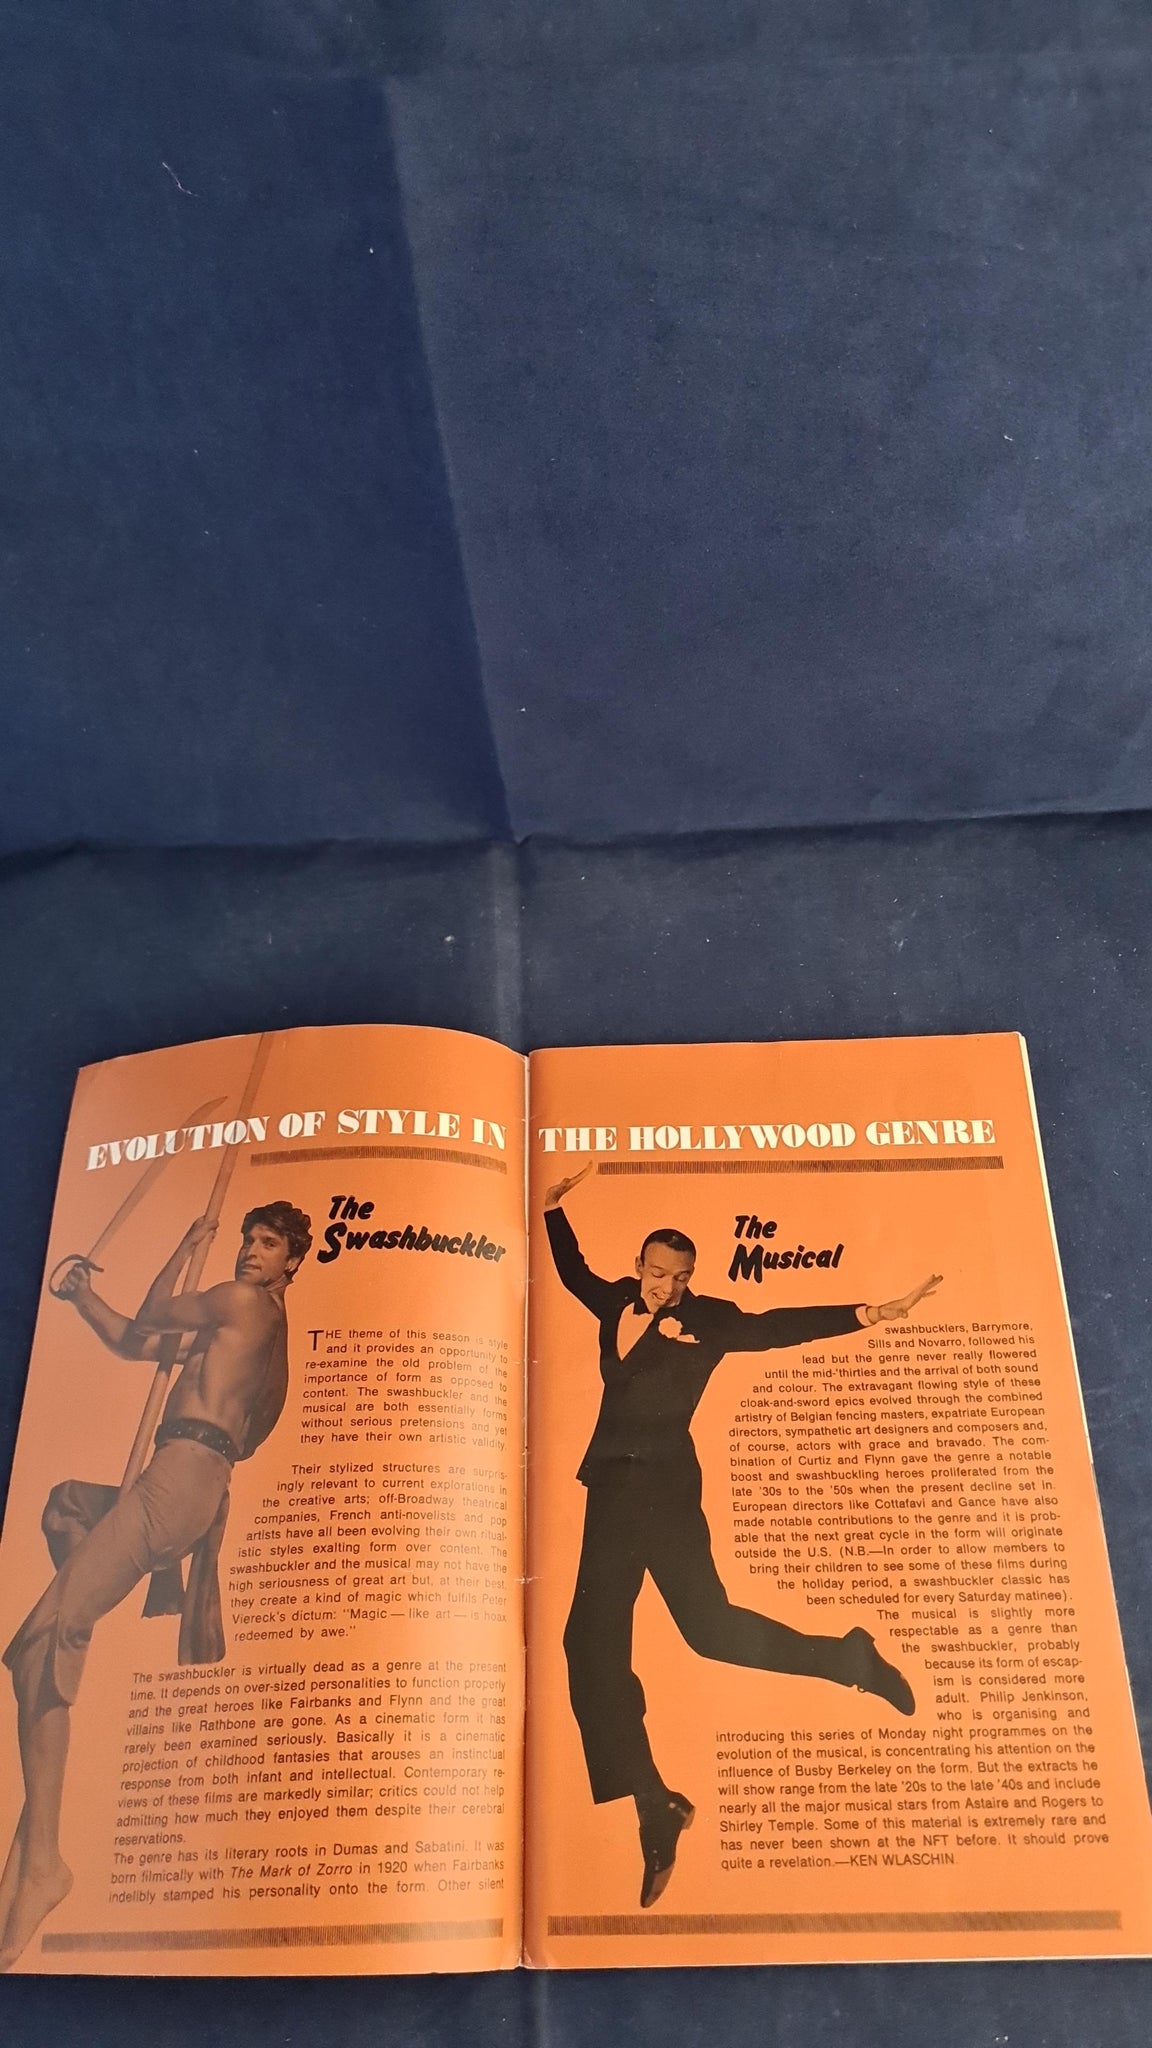 EVOLUTION OF STYLE IN THE HOLLYWOOD GENRE
The
Swashbuckler
THE theme of this season is style
and it provides an opportunity to
re-examine the old problem of the
importance of form as opposed to
content. The swashbuckler and the
musical are both essentially forms
without serious pretensions and yet
they have their own artistic validity.
Their stylized structures are surpris-
ingly relevant to current explorations in
the creative arts; off-Broadway theatrical
companies, French anti-novelists and pop
artists have all been evolving their own ritual-
istic styles exalting form over content. The
swashbuckler and the musical may not have the
high seriousness of great art but, at their best,
they create a kind of magic which fulfils Peter
Viereck's dictum: "Magic — like art — is hoax
redeemed by awe."
The swashbuckler is virtually dead as a genre at the present
time. It depends on over-sized personalities to function properly
and the great heroes like Fairbanks and Flynn and the great
villains like Rathbone are gone. As a cinematic form it has
rarely been examined seriously. Basically it is a cinematic
projection of childhood fantasies that arouses an instinctual
response from both infant and intellectual. Contemporary re-
views of these films are markedly similar; critics could not help
admitting how much they enjoyed them despite their cerebral
reservations.
The genre has its literary roots in Dumas and Sabatini. It was
born filmically with The Mark of Zorro in 1920 when Fairbanks
indelibly stamped his personality onto the form. Other silent
The
Musical
swashbucklers, Barrymore,
Sills and Novarro, followed his
lead but the genre never really flowered
until the mid-'thirties and the arrival of both sound
and colour. The extravagant flowing style of these
cloak-and-sword epics evolved through the combined
artistry of Belgian fencing masters, expatriate European
directors, sympathetic art designers and composers and,
of course, actors with grace and bravado. The com-
bination of Curtiz and Flynn gave the genre a notable
boost and swashbuckling heroes proliferated from the
late '30s to the '50s when the present decline set in.
European directors like Cottafavi and Gance have also
made notable contributions to the genre and it is prob-
able that the next great cycle in the form will originate
outside the U.S. (N.B.—In order to allow members to
bring their children to see some of these films during
the holiday period, a swashbuckler classic has
been scheduled for every Saturday matinee).
The musical is slightly more
respectable as a genre than
the swashbuckler, probably
because its form of escap-
ism is considered more
adult. Philip Jenkinson,
who is organising and
introducing this series of Monday night programmes on the
evolution of the musical, is concentrating his attention on the
influence of Busby Berkeley on the form. But the extracts he
will show range from the late '20s to the late '40s and include
nearly all the major musical stars from Astaire and Rogers to
Shirley Temple. Some of this material is extremely rare and
has never been shown at the NFT before. It should prove
quite a revelation.—KEN WLASCHIN.